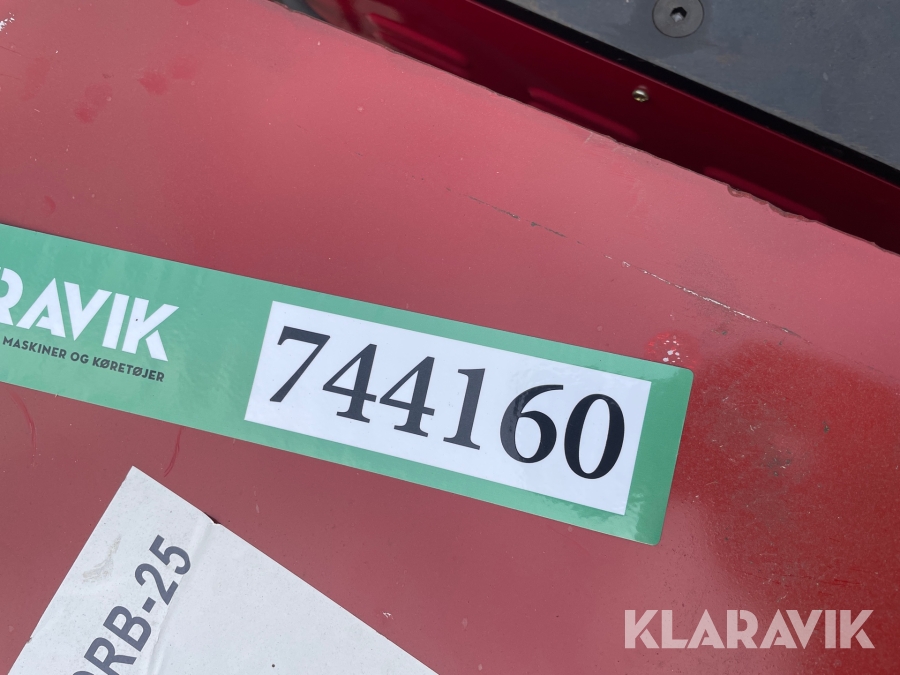 RAVIK
MASKINER OG KØRETØJER
744160
RB-25
KLARAVIK